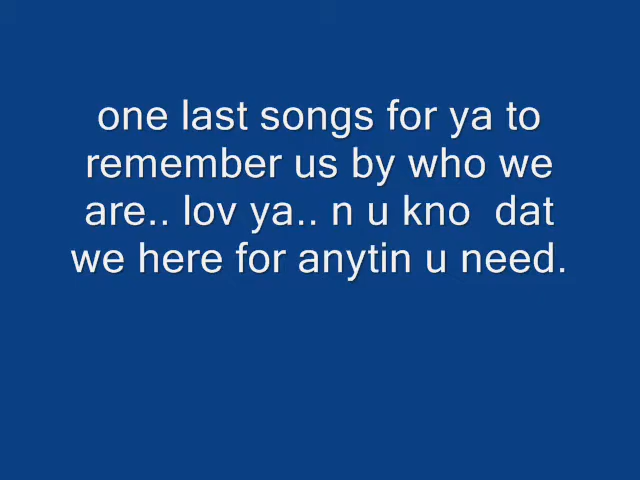 one last songs for ya to
remember us by who we
are.. lov ya.. n u kno  dat
we here for anytin u need.